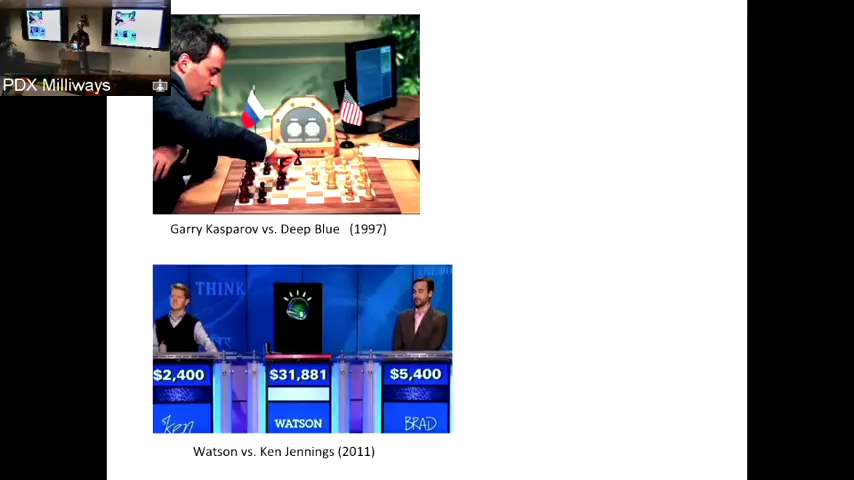 PDX Milliways
Garry Kasparov vs. Deep Blue (1997)
THINK
$2,400
$31,881
$5,400
Ken
WATSON
BRAD
Watson vs. Ken Jennings (2011)